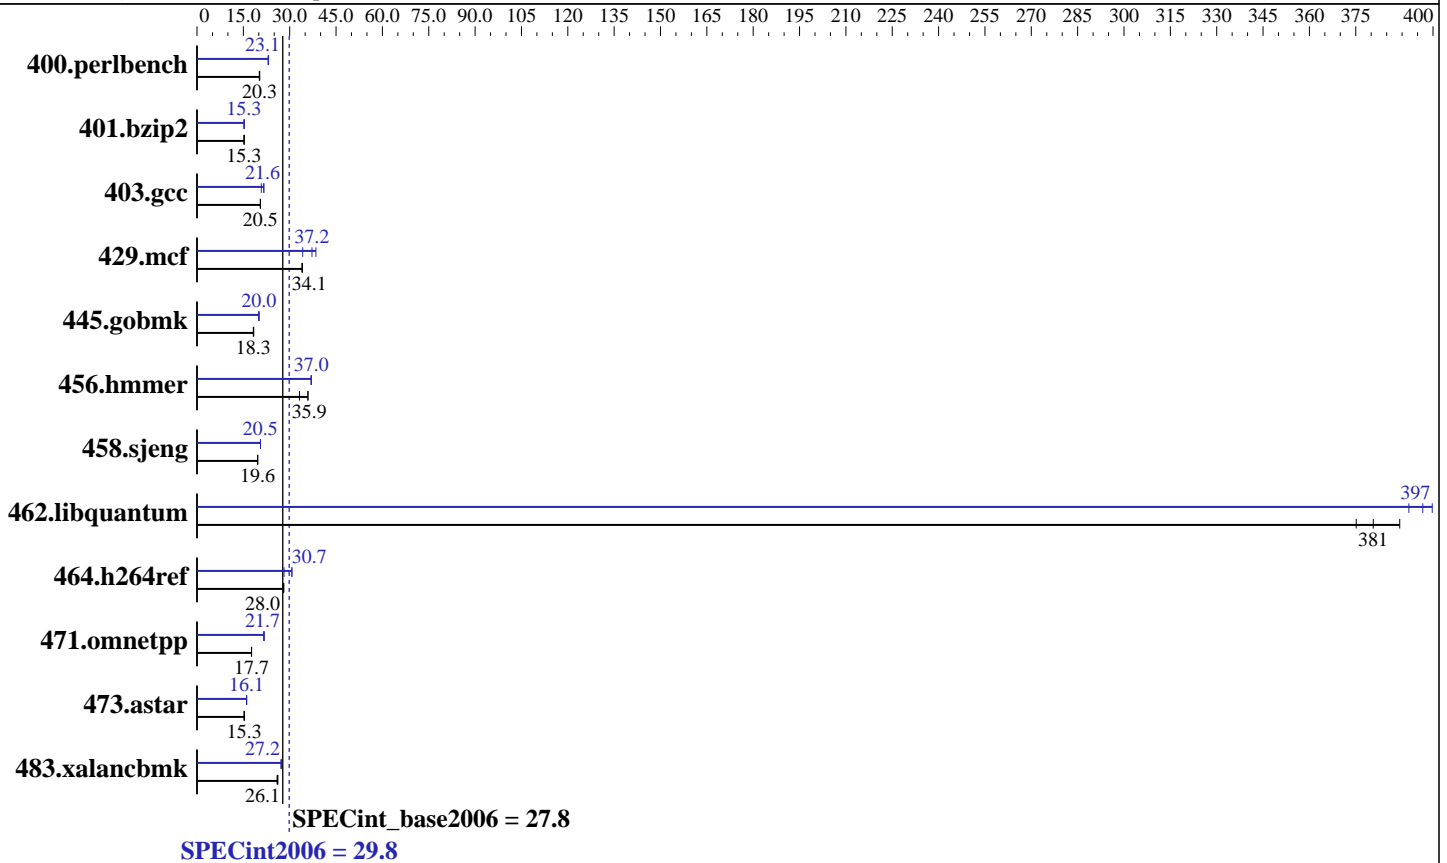 0 15.0 30.0 45.0 60.0 75.0 90.0 105 120 135 150 165 180 195 210 225 240 255 270 285 300 315 330 345 360 375 400
23.1
400.perlbench
20.3
15.3
401.bzip2
15.3
21.6
403.gcc
20.5
37.2
429.mcf
34.1
20.0
445.gobmk
18.3
37.0
456.hmmer
35.9
20.5
458.sjeng
19.6
397
462.libquantum
381
30.7
464.h264ref
28.0
21.7
471.omnetpp
17.7
16.1
473.astar
15.3
27.2
483.xalancbmk
26.1
SPECint_base2006 = 27.8
SPECint2006 = 29.8